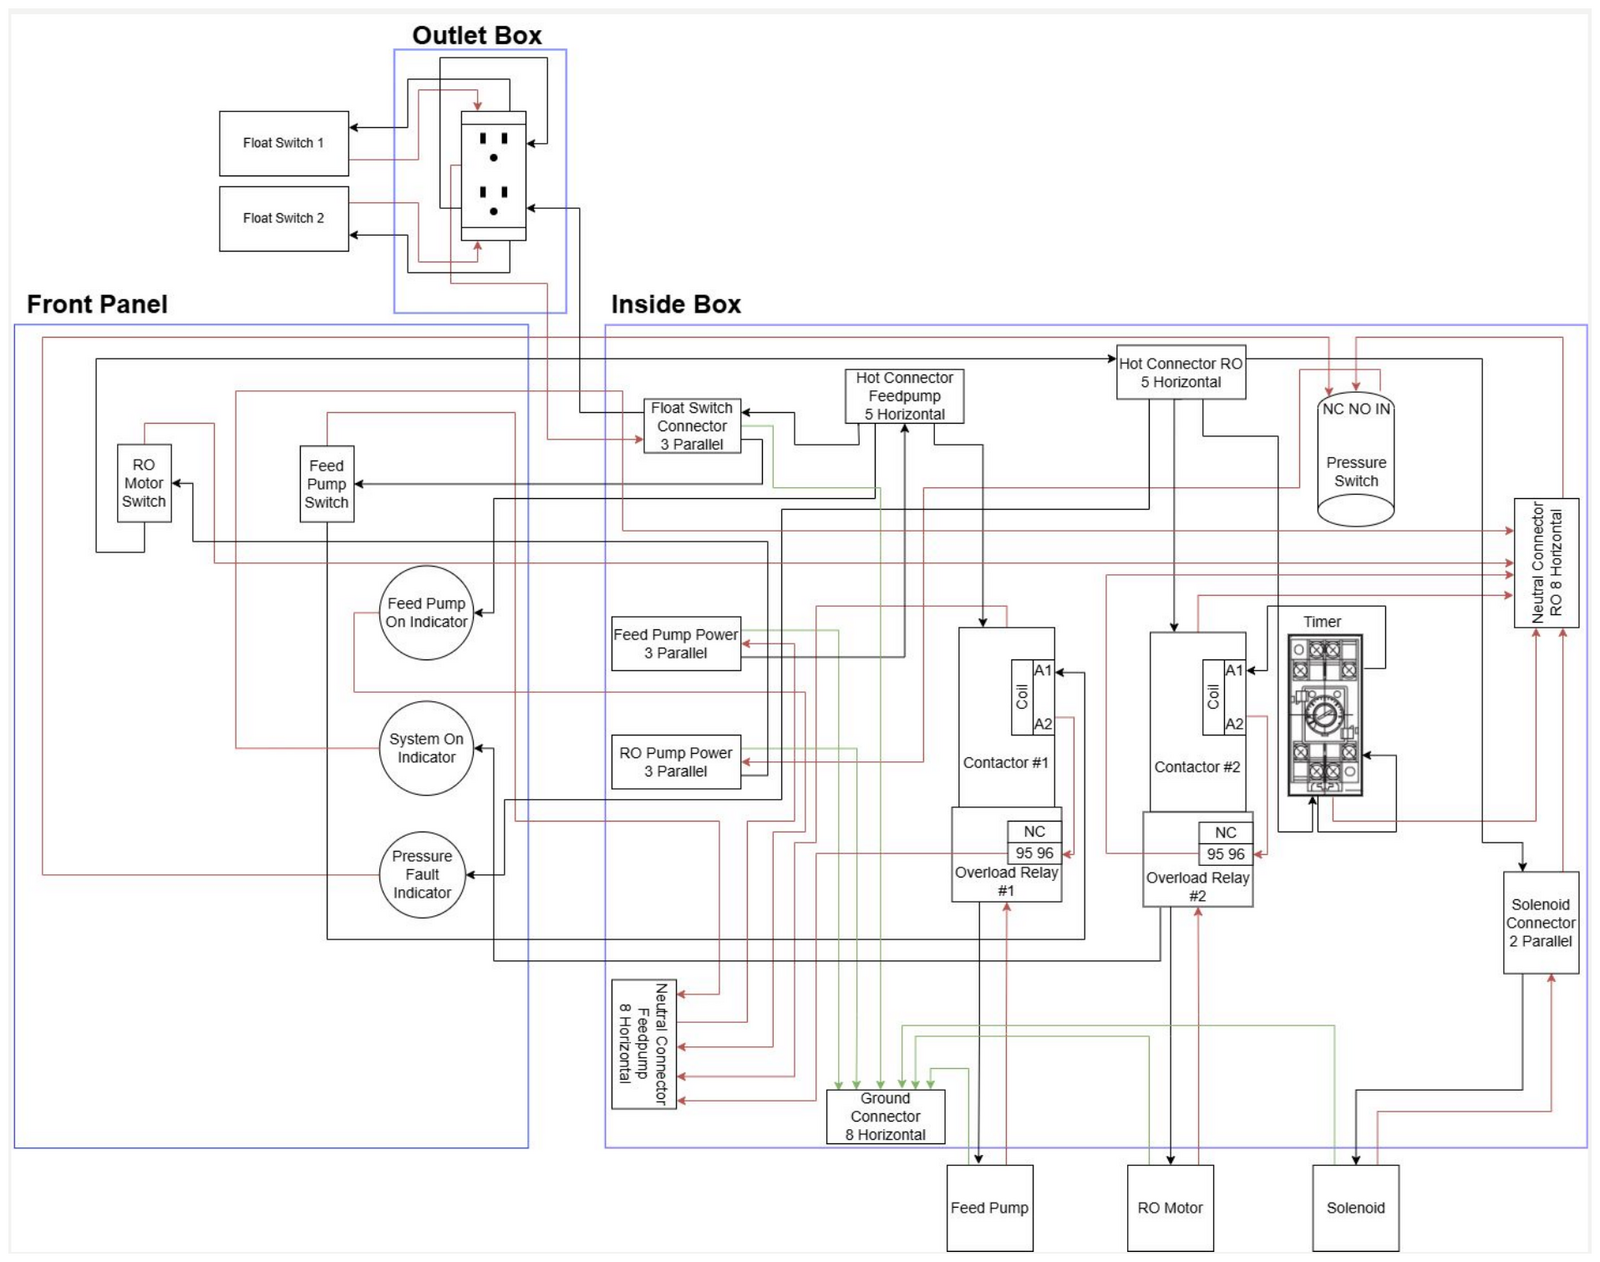 Outlet Box
Float Switch 1
Float Switch 2
Front Panel
Inside Box
Hot Connector RO
5 Horizontal
Hot Connector
Feedpump
5 Horizontal
Float Switch
Connector
3 Parallel
NC NO IN
Pressure
Switch
RO
Motor
Switch
Feed
Pump
Switch
Neutral Connector
RO 8 Horizontal
Feed Pump
On Indicator
Feed Pump Power
3 Parallel
Timer
A1
Coil
A2
Contactor #1
A1
Coil
A2
Contactor #2
System On
Indicator
RO Pump Power
3 Parallel
NC
95 96
Overload Relay
#1
NC
95 96
Overload Relay
#2
Pressure
Fault
Indicator
Solenoid
Connector
2 Parallel
Neutral Connector
Feedpump
8 Horizontal
Ground
Connector
8 Horizontal
Feed Pump
RO Motor
Solenoid